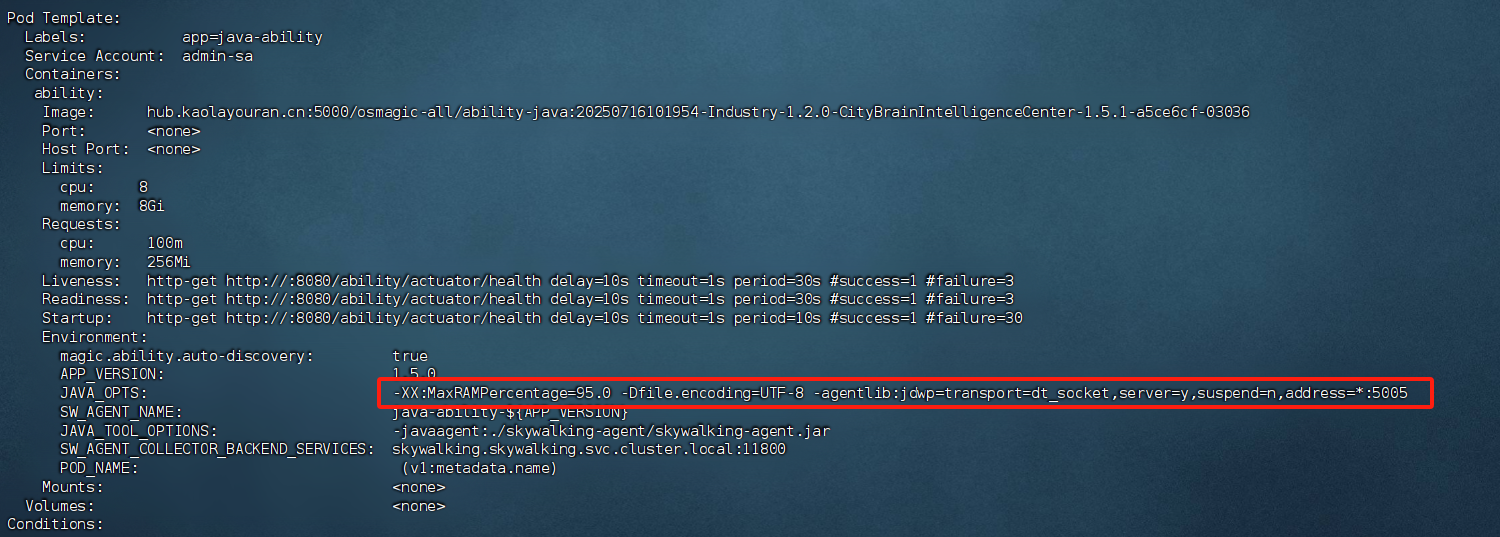 Pod Template:
Labels: app=java-ability
Service Account: admin-sa
Containers:
ability:
Image: hub.kaolayouran.cn:5000/osmagic-all/ability-java:20250716101954-Industry-1.2.0-CityBrainIntelligenceCenter-1.5.1-a5ce6cf-03036
Port: <none>
Host Port: <none>
Limits:
cpu: 8
memory: 8Gi
Requests:
cpu: 100m
memory: 256Mi
Liveness: http-get http://:8080/ability/actuator/health delay=10s timeout=1s period=30s #success=1 #failure=3
Readiness: http-get http://:8080/ability/actuator/health delay=10s timeout=1s period=30s #success=1 #failure=3
Startup: http-get http://:8080/ability/actuator/health delay=10s timeout=1s period=10s #success=1 #failure=30
Environment:
magic.ability.auto-discovery: true
APP_VERSION: 1.5.0
JAVA_OPTS: -XX:MaxRAMPercentage=95.0 -Dfile.encoding=UTF-8 -agentlib:jdwp=transport=dt_socket,server=y,suspend=n,address=*:5005
SW_AGENT_NAME: java-ability-${APP_VERSION}
JAVA_TOOL_OPTIONS: -javaagent:./skywalking-agent/skywalking-agent.jar
SW_AGENT_COLLECTOR_BACKEND_SERVICES: skywalking.skywalking.svc.cluster.local:11800
POD_NAME: (v1:metadata.name)
Mounts: <none>
Volumes: <none>
Conditions: